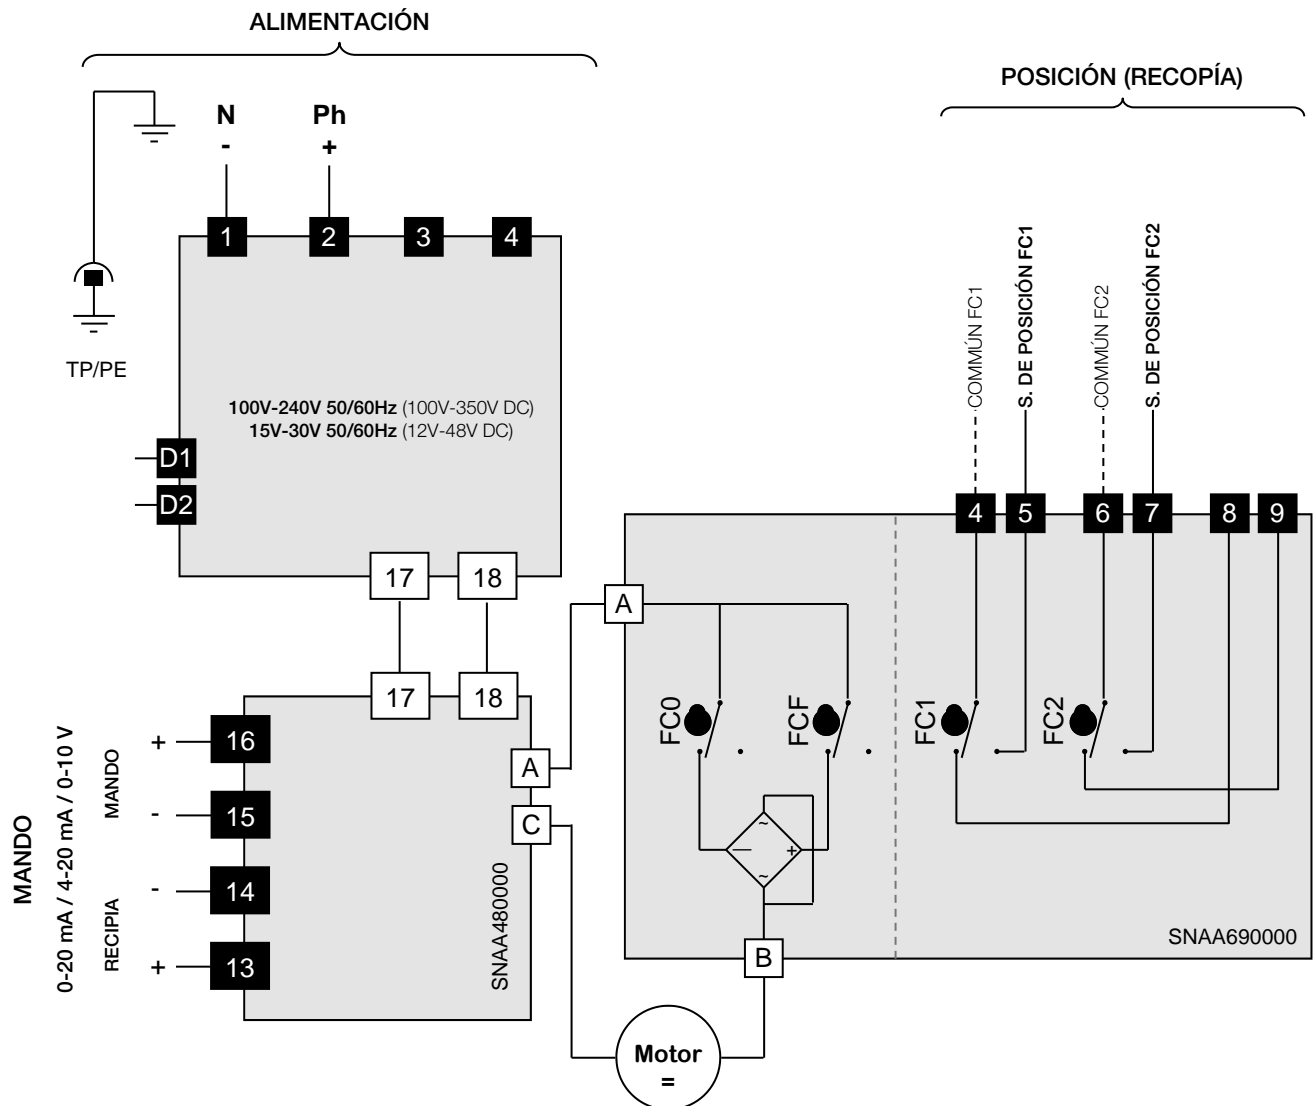 ALIMENTACIÓN
POSICIÓN (RECOPÍA)
N
-
Ph
+
1
2
3
4
TP/PE
100V-240V 50/60Hz (100V-350V DC)
15V-30V 50/60Hz (12V-48V DC)
D1
D2
COMMÚN FC1
S. DE POSICIÓN FC1
COMMÚN FC2
S. DE POSICIÓN FC2
4
5
6
7
8
9
17
18
17
18
A
FC0
FCF
FC1
FC2
~
—
+
~
B
SNAA690000
MANDO
0-20 mA / 4-20 mA / 0-10 V
MANDO
RECIPIA
+
16
-
15
-
14
+
13
A
C
SNAA480000
Motor
=